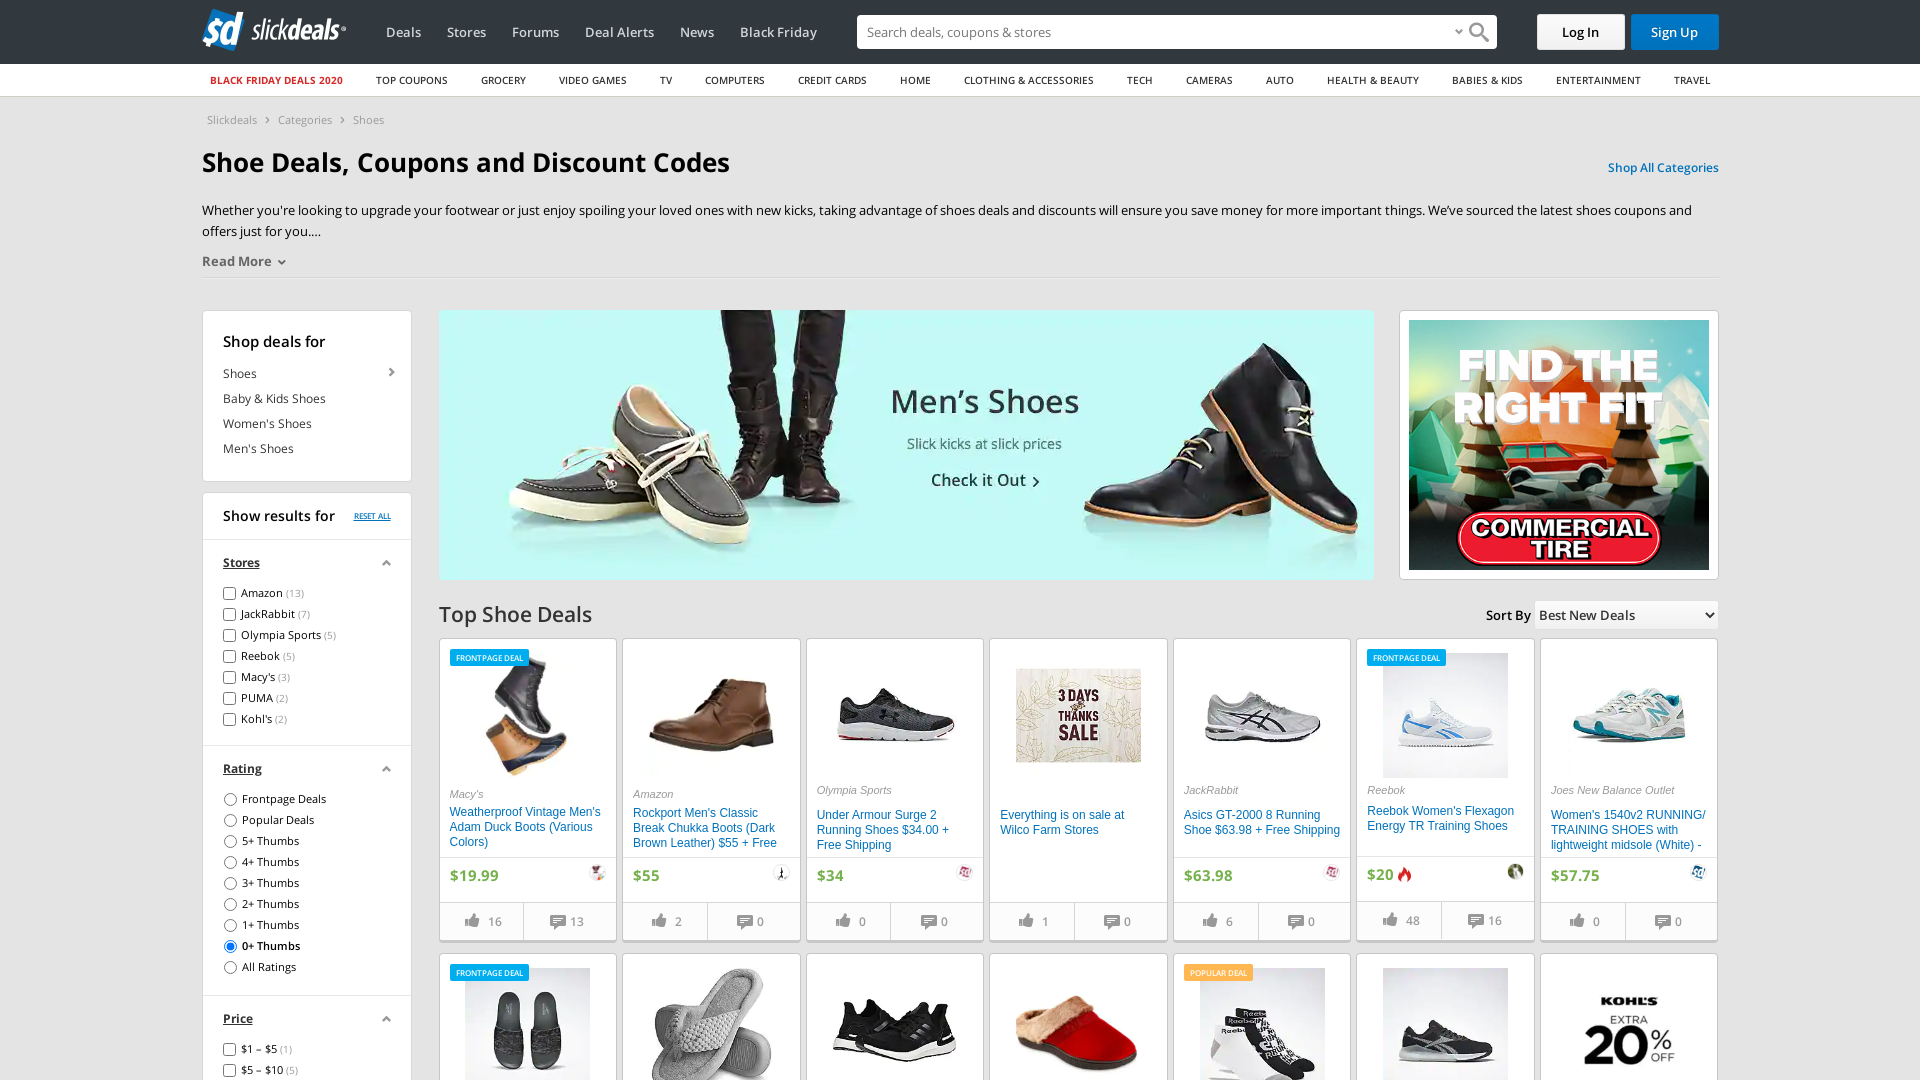 sd slickdeals
Deals
Stores
Forums
Deal Alerts
News
Black Friday
Search deals, coupons & shopping
Log In
Sign Up
BLACK FRIDAY DEALS 2020
TOP COUPONS
GROCERY
VIDEO GAMES
TV
COMPUTERS
CREDIT CARDS
HOME
CLOTHING & ACCESSORIES
TECH
CAMERAS
AUTO
HEALTH & BEAUTY
BABIES & KIDS
ENTERTAINMENT
TRAVEL
Slickdeals
Categories
Shoes
Shoe Deals, Coupons and Discount Codes
Shop All Categories
Whether you're looking to upgrade your footwear or just enjoy spoiling your loved ones with new kicks, taking advantage of shoes deals and discounts will ensure you save money for more important things. We've sourced the latest shoes coupons and
offers just for you....
Read More
Shop deals for
Shoes
Baby & Kids Shoes
Women's Shoes
Men's Shoes
Show results for
RESET ALL
Stores
Amazon (13)
JackRabbit (7)
Olympia Sports (5)
Reebok (5)
Macy's (3)
PUMA (2)
Kohl's (2)
Rating
Frontpage Deals
Popular Deals
5+ Thumbs
4+ Thumbs
3+ Thumbs
2+ Thumbs
1+ Thumbs
0+ Thumbs
All Ratings
Price
$1 – $5 (1)
$5 – $10 (5)
Men's Shoes
Slick kicks at slick prices
Check it Out
FIND THE
RIGHT FIT
COMMERCIAL
TIRE
Top Shoe Deals
Sort By
Best New Deals
FRONTPAGE DEAL
Macy's
Weatherproof Vintage Men's
Adam Duck Boots (Various
Colors)
$19.99
16
13
Amazon
Rockport Men's Classic
Break Chukka Boots (Dark
Brown Leather) $55 + Free
$55
2
0
Olympia Sports
Under Armour Surge 2
Running Shoes $34.00 +
Free Shipping
$34
0
0
3 DAYS
of
THANKS
SALE
Everything is on sale at
Wilco Farm Stores
1
0
JackRabbit
Asics GT-2000 8 Running
Shoe $63.98 + Free Shipping
$63.98
6
0
FRONTPAGE DEAL
Reebok
Reebok Women's Flexagon
Energy TR Training Shoes
$20
48
16
Joes New Balance Outlet
Women's 1540v2 RUNNING/
TRAINING SHOES with
lightweight midsole (White) -
$57.75
0
0
FRONTPAGE DEAL
POPULAR DEAL
Reebok
Reebok
Reebok
KOHL'S
EXTRA
20% OFF